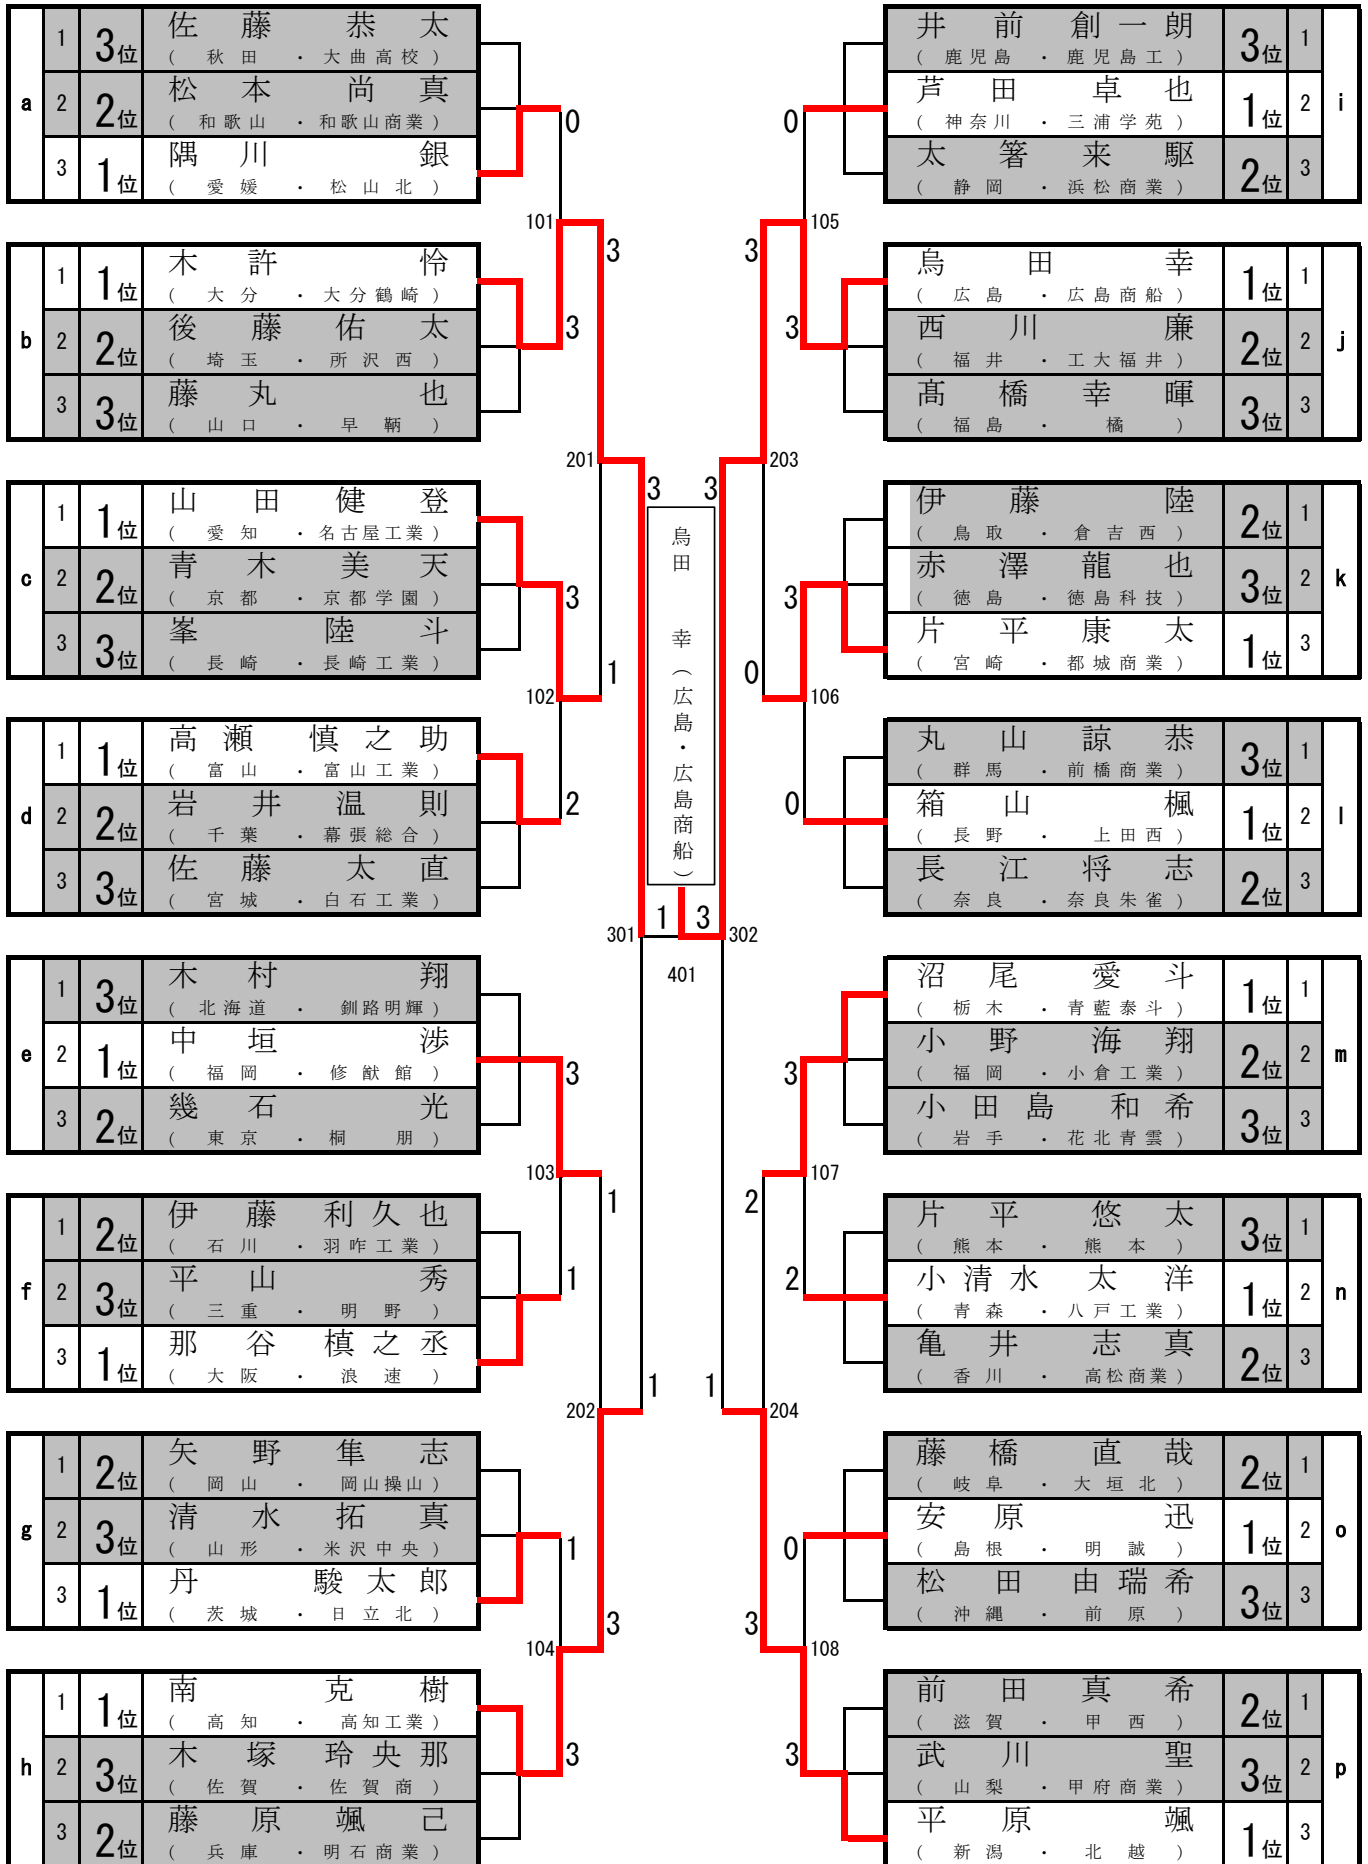 a
1 3位 佐藤恭太
(秋田・大曲高校)
2 2位 松本尚真
(和歌山・和歌山商業)
3 1位 隅川銀
(愛媛・松山北)
0
101
3
b
1 1位 木許怜
(大分・大分鶴崎)
2 2位 後藤佑太
(埼玉・所沢西)
3 3位 藤丸也
(山口・早鞆)
3
201
3
c
1 1位 山田健登
(愛知・名古屋工業)
2 2位 青木美天
(京都・京都学園)
3 3位 峯陸斗
(長崎・長崎工業)
3
102
1
d
1 1位 高瀬慎之助
(富山・富山工業)
2 2位 岩井温則
(千葉・幕張総合)
3 3位 佐藤太直
(宮城・白石工業)
2
301
e
1 3位 木村翔
(北海道・釧路明輝)
2 1位 中垣渉
(福岡・修猷館)
3 2位 幾石光
(東京・桐朋)
3
103
1
f
1 2位 伊藤利久也
(石川・羽咋工業)
2 3位 平山秀
(三重・明野)
3 1位 那谷槙之丞
(大阪・浪速)
1
202
1
g
1 2位 矢野隼志
(岡山・岡山操山)
2 3位 清水拓真
(山形・米沢中央)
3 1位 丹駿太郎
(茨城・日立北)
1
104
3
h
1 1位 南克樹
(高知・高知工業)
2 3位 木塚玲央那
(佐賀・佐賀商)
3 2位 藤原颯己
(兵庫・明石商業)
3
烏田幸(広島・広島商船)
1 3
401
井前創一朗 3位 1
(鹿児島・鹿児島工)
芦田卓也 1位 2
(神奈川・三浦学苑)
太箸来駆 2位 3
(静岡・浜松商業)
i
0
105
3
烏田幸 1位 1
(広島・広島商船)
西川廉 2位 2
(福井・工大福井)
髙橋幸暉 3位 3
(福島・橘)
j
3
203
3
伊藤陸 2位 1
(鳥取・倉吉西)
赤澤龍也 3位 2
(徳島・徳島科技)
片平康太 1位 3
(宮崎・都城商業)
k
3
106
0
丸山諒恭 3位 1
(群馬・前橋商業)
箱山楓 1位 2
(長野・上田西)
長江将志 2位 3
(奈良・奈良朱雀)
l
0
302
沼尾愛斗 1位 1
(栃木・青藍泰斗)
小野海翔 2位 2
(福岡・小倉工業)
小田島和希 3位 3
(岩手・花北青雲)
m
3
107
2
片平悠太 3位 1
(熊本・熊本)
小清水太洋 1位 2
(青森・八戸工業)
亀井志真 2位 3
(香川・高松商業)
n
2
204
1
藤橋直哉 2位 1
(岐阜・大垣北)
安原迅 1位 2
(島根・明誠)
松田由瑞希 3位 3
(沖縄・前原)
o
0
108
3
前田真希 2位 1
(滋賀・甲西)
武川聖 3位 2
(山梨・甲府商業)
平原颯 1位 3
(新潟・北越)
p
3